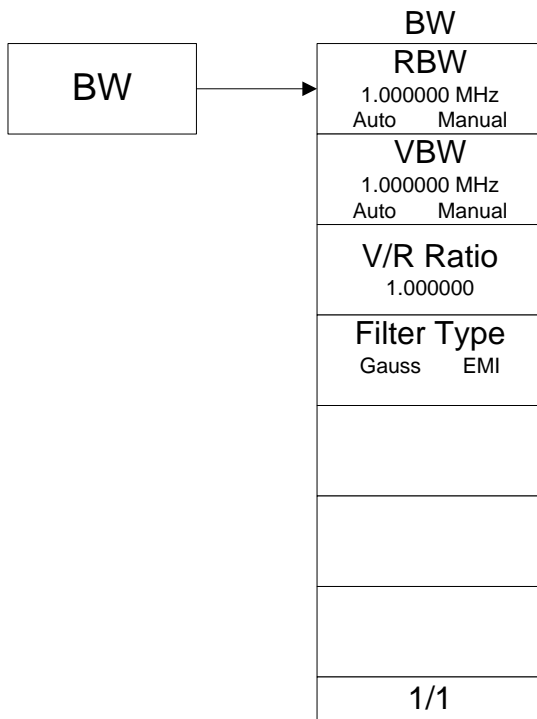 BW
BW
RBW
1.000000 MHz
Auto Manual
VBW
1.000000 MHz
Auto Manual
V/R Ratio
1.000000
Filter Type
Gauss EMI
1/1